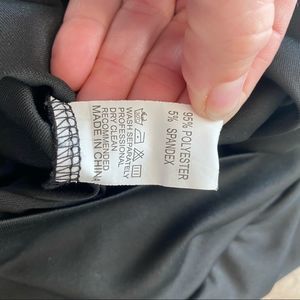 95% POLYESTER
5% SPANDEX
WASH SEPARATELY
PROFESSIONAL
DRY CLEAN
RECOMMENDED
MADE IN CHINA